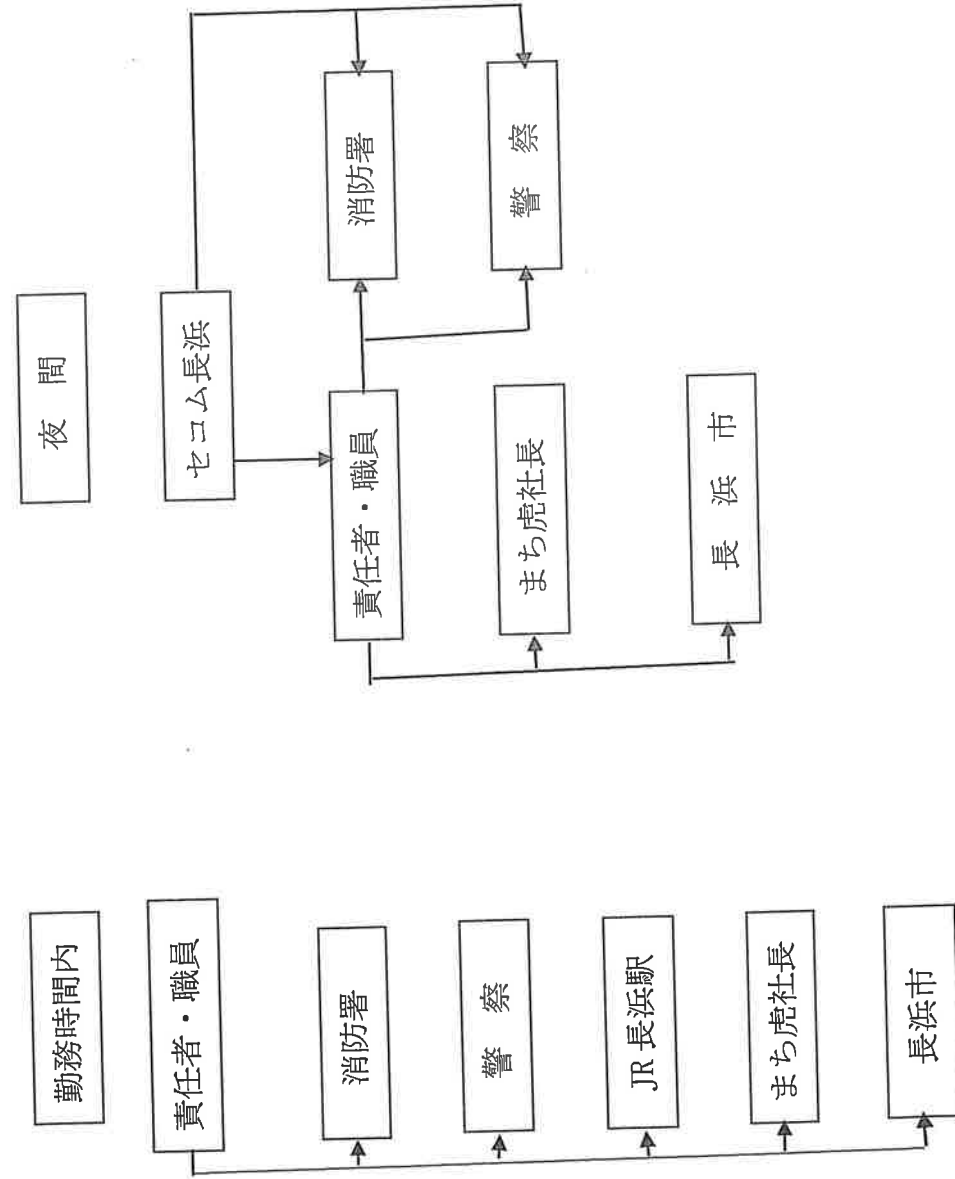 勤務時間内
責任者・職員
消防署
警 察
JR 長浜駅
まち虎社長
長浜市
夜 間
セコム長浜
責任者・職員
消防署
警 察
まち虎社長
長 浜 市